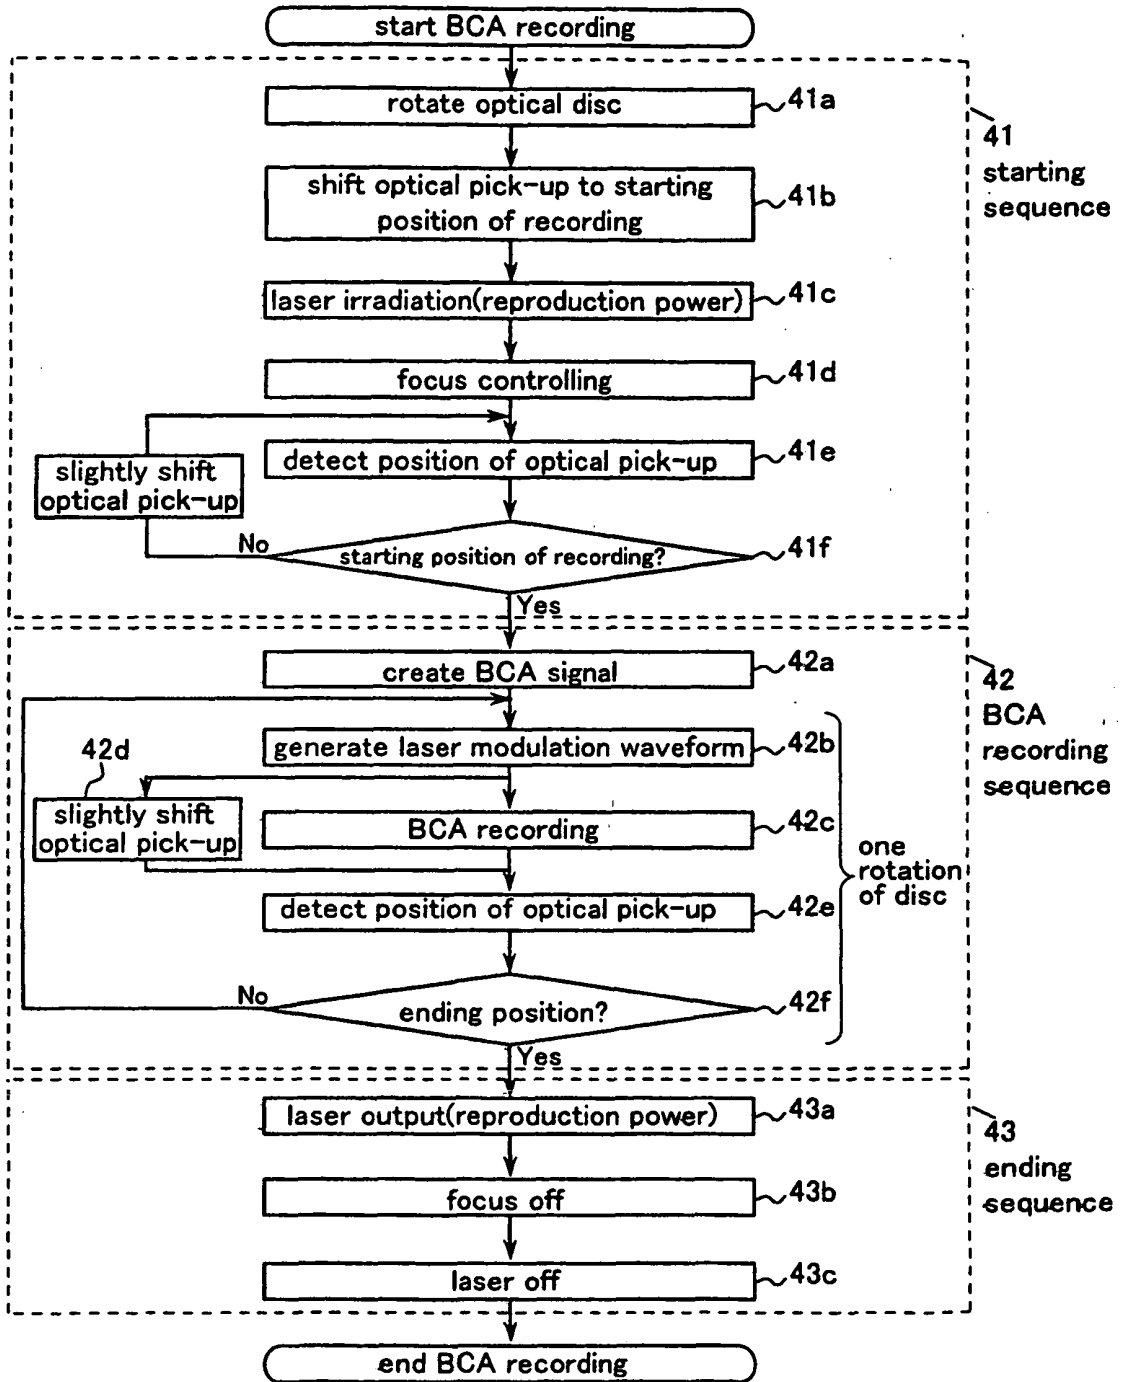 start BCA recording
rotate optical disc
41a
41
starting
sequence
shift optical pick-up to starting
position of recording
41b
laser irradiation(reproduction power)
41c
focus controlling
41d
slightly shift
optical pick-up
detect position of optical pick-up
41e
No
starting position of recording?
41f
Yes
create BCA signal
42a
42
BCA
recording
sequence
generate laser modulation waveform
42b
42d
slightly shift
optical pick-up
BCA recording
42c
one
rotation
of disc
detect position of optical pick-up
42e
No
ending position?
42f
Yes
laser output(reproduction power)
43a
43
ending
sequence
focus off
43b
laser off
43c
end BCA recording